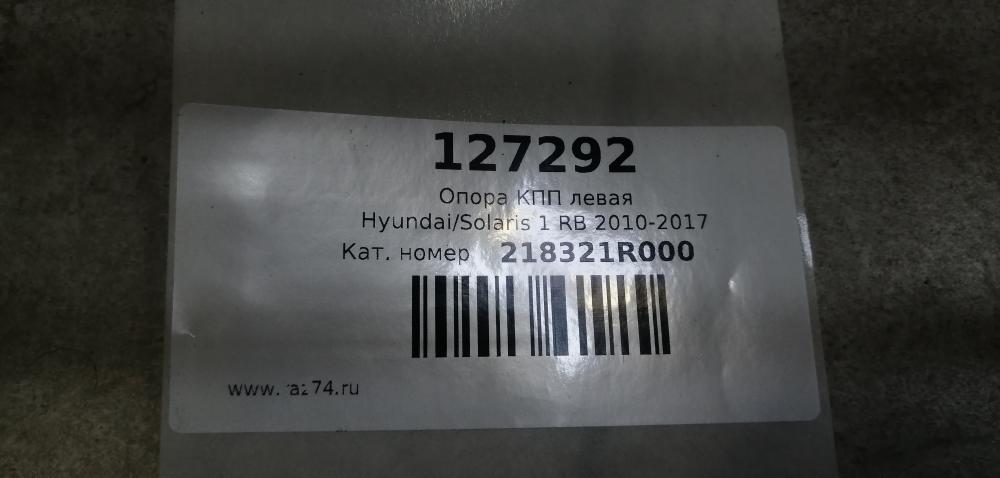 127292
Опора КПП левая
Hyundai/Solaris 1 RB 2010-2017
Кат. номер 218321R000